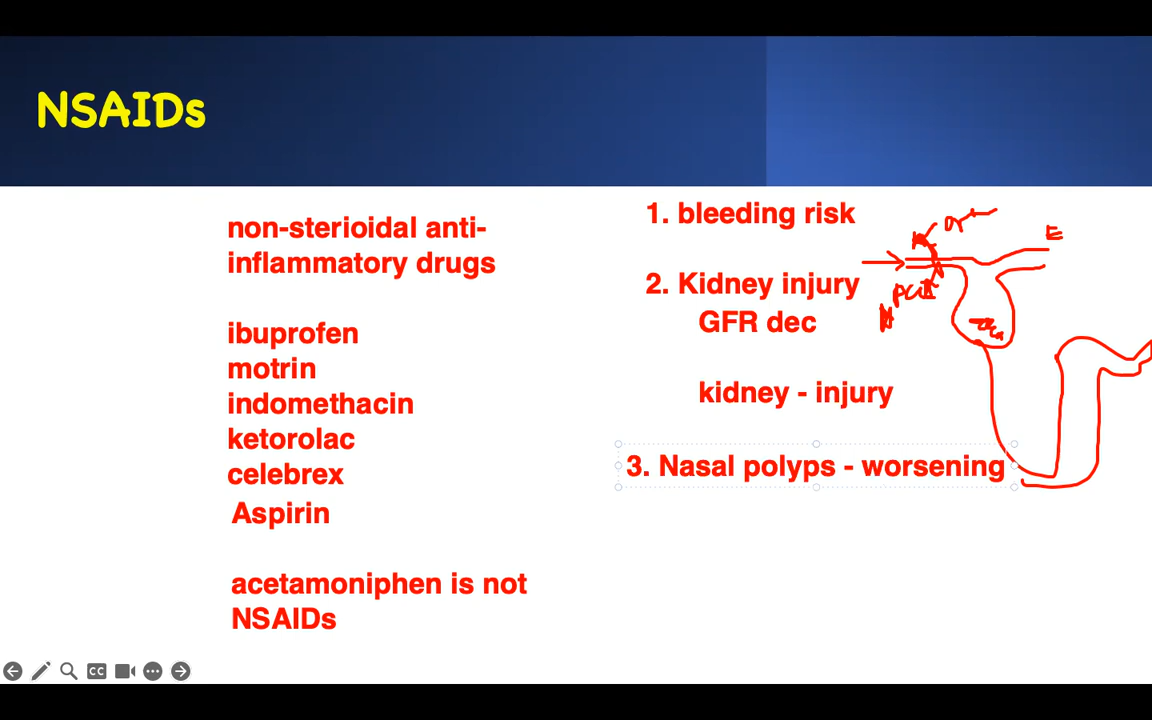 NSAIDs
non-sterioidal anti-
inflammatory drugs
ibuprofen
motrin
indomethacin
ketorolac
celebrex
Aspirin
acetamoniphen is not
NSAIDs
1. bleeding risk
2. Kidney injury
GFR dec
kidney - injury
3. Nasal polyps - worsening
E
CC